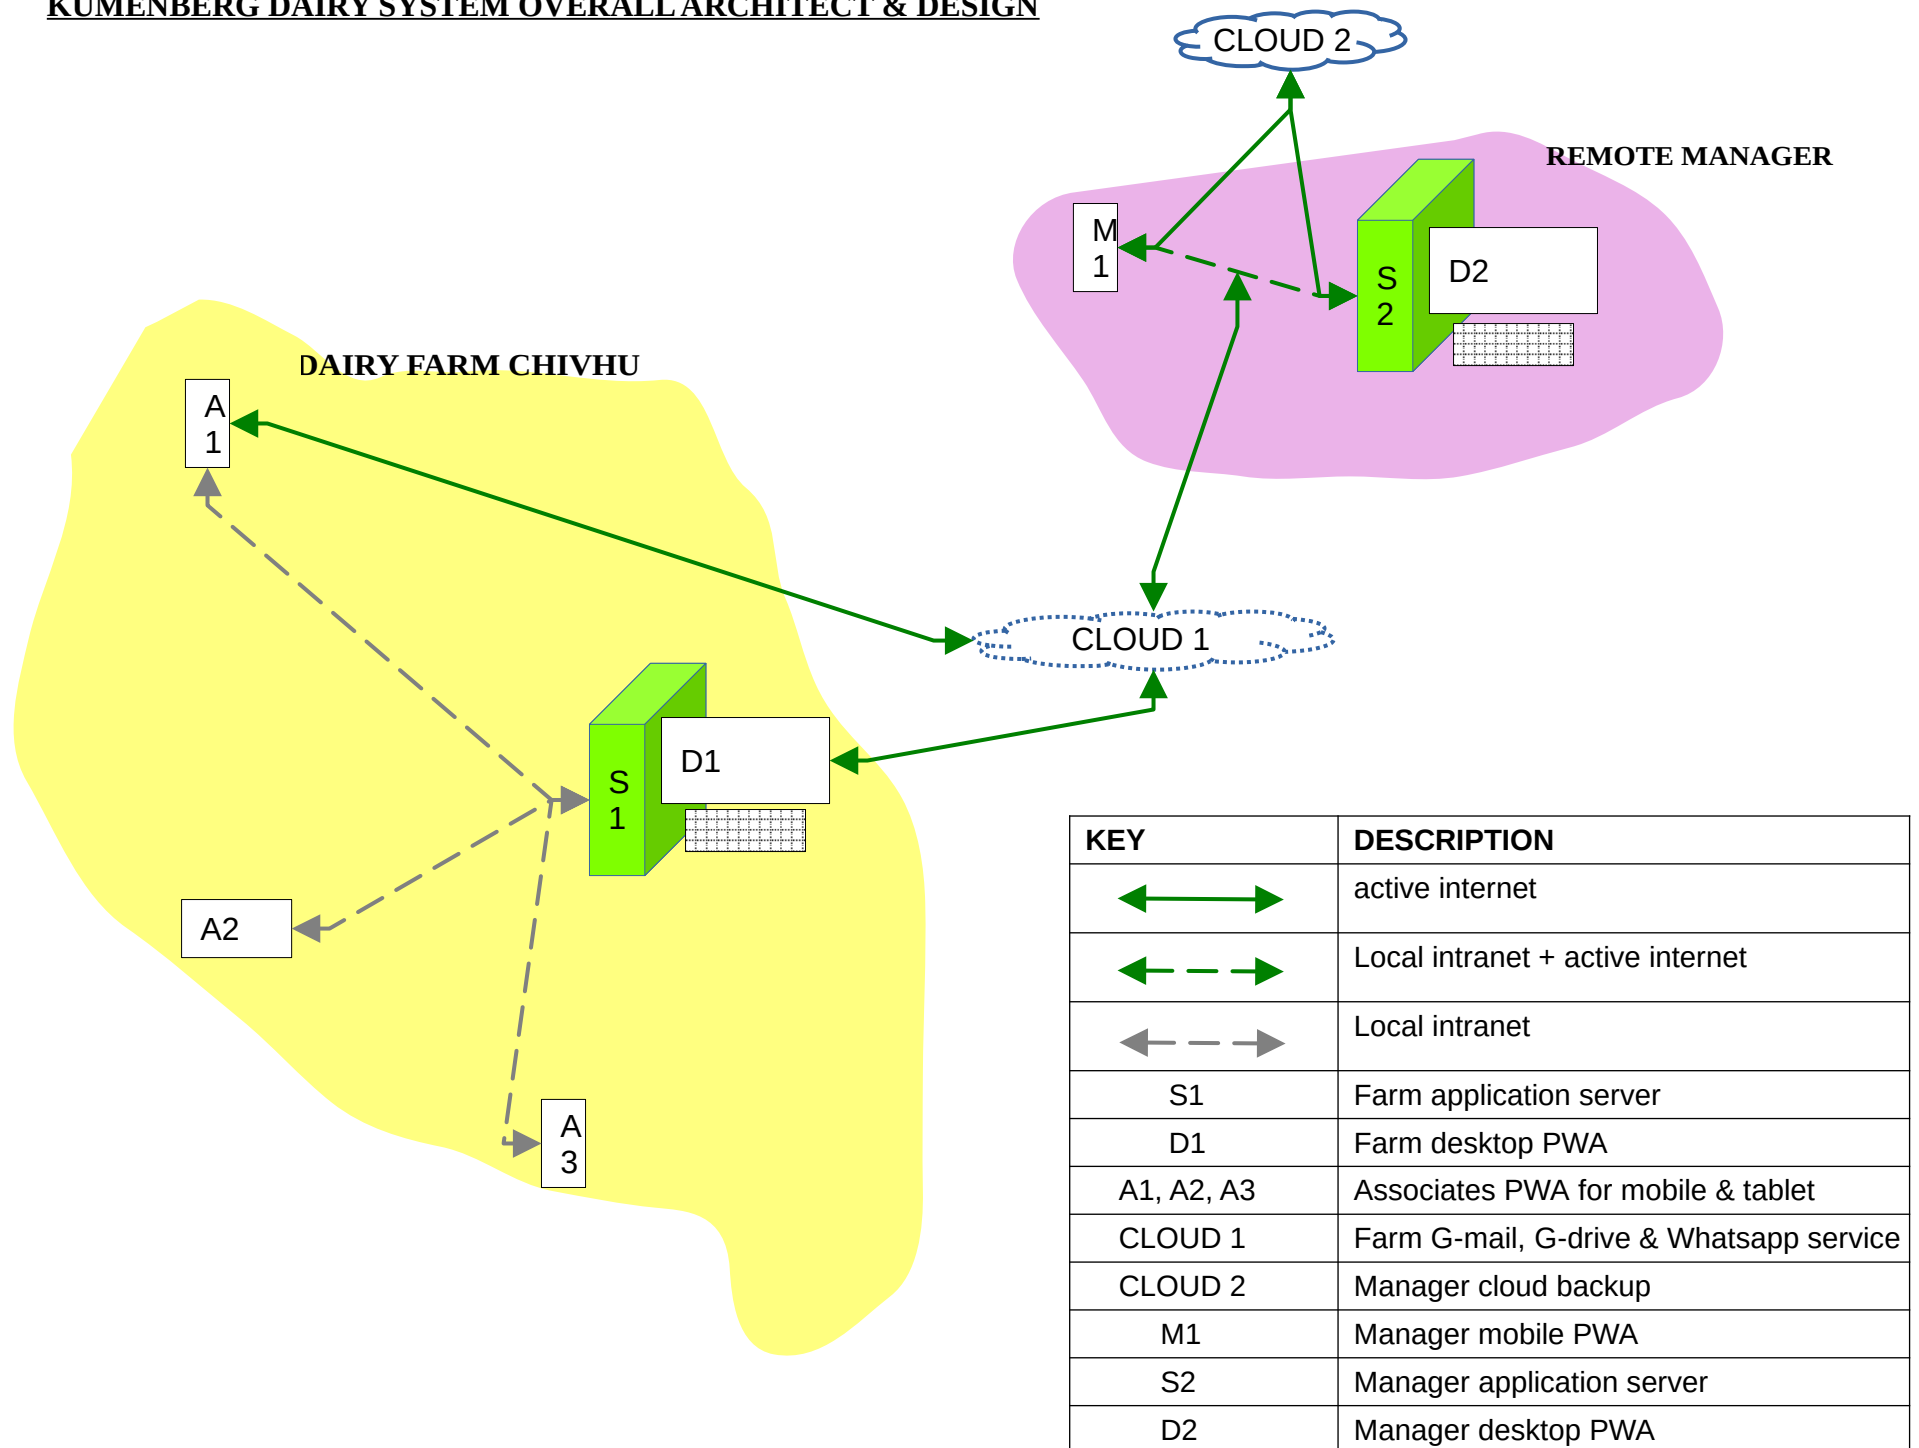 KUMENBERG DAIRY SYSTEM OVERALL ARCHITECT & DESIGN
CLOUD 2
REMOTE MANAGER
M
1
S
2
D2
DAIRY FARM CHIVHU
A
1
CLOUD 1
S
1
D1
A2
A
3
KEY DESCRIPTION
active internet
Local intranet + active internet
Local intranet
S1 Farm application server
D1 Farm desktop PWA
A1, A2, A3 Associates PWA for mobile & tablet
CLOUD 1 Farm G-mail, G-drive & Whatsapp service
CLOUD 2 Manager cloud backup
M1 Manager mobile PWA
S2 Manager application server
D2 Manager desktop PWA